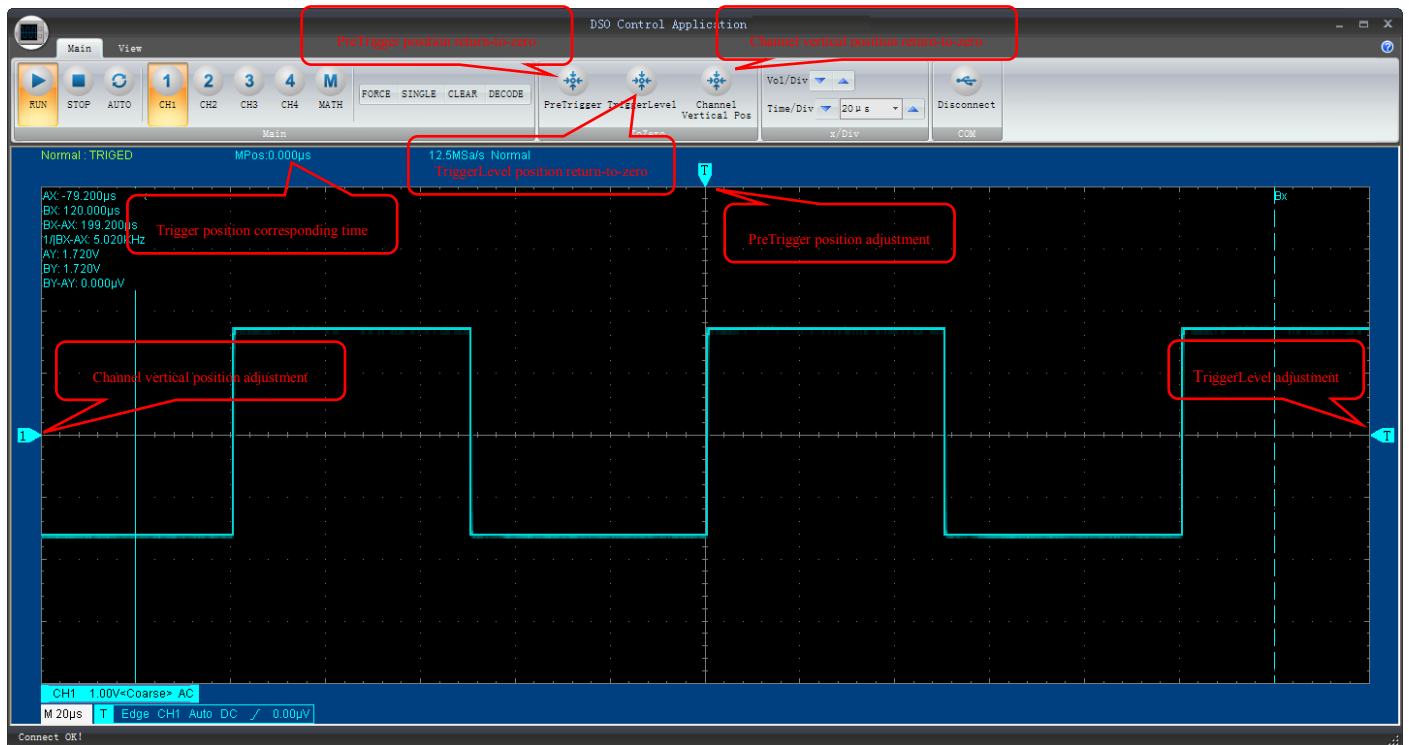 DSO Control Application
Main View
PreTrigger position return-to-zero
Channel vertical position return-to-zero
1 2 3 4 M
RUN STOP AUTO CH1 CH2 CH3 CH4 MATH
FORCE SINGLE CLEAR DECODE
PreTrigger TriggerLevel Channel
Vertical Pos
Vol/Div
Time/Div 20μs
Disconnect
Main ToZero x/Div COM
Normal : TRIGED MPos:0.000μs 12.5MSa/s Normal
TriggerLevel position return-to-zero
T
AX: -79.200μs
BX: 120.000μs
BX-AX: 199.200μs
1/|BX-AX: 5.020KHz
AY: 1.720V
BY: 1.720V
BY-AY: 0.000μV
Bx
Trigger position corresponding time
PreTrigger position adjustment
Channel vertical position adjustment
TriggerLevel adjustment
1
T
CH1 1.00V<Coarse> AC
M 20μs T Edge CH1 Auto DC 0.00μV
Connect OK!